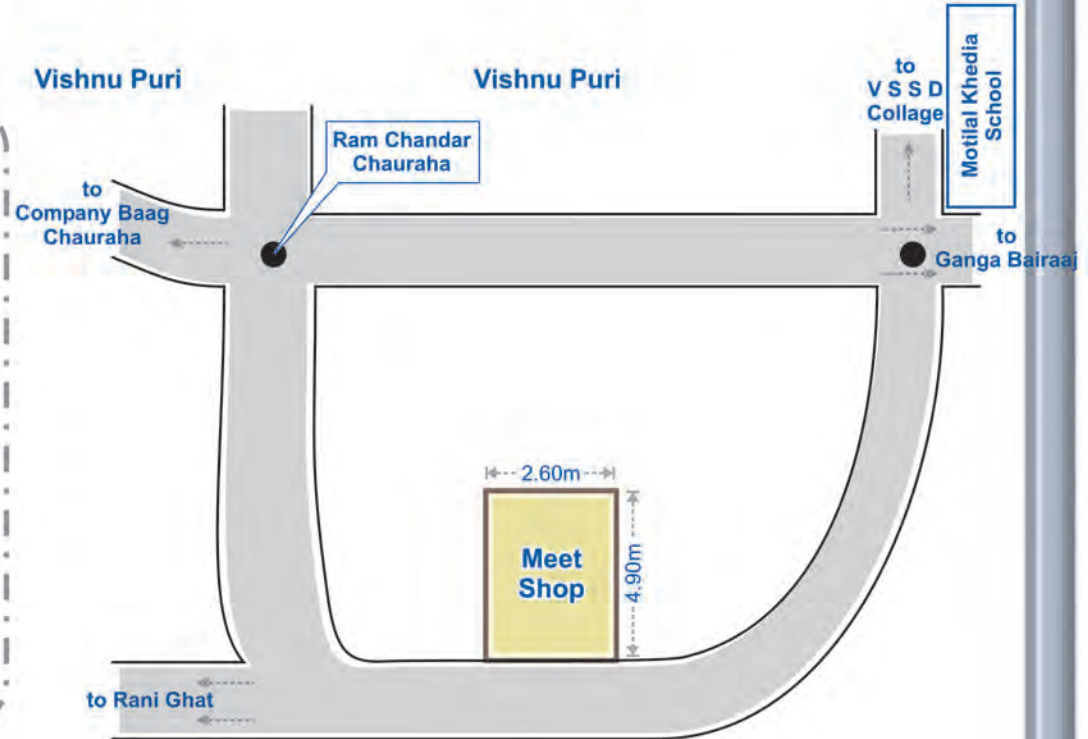 Vishnu Puri
Vishnu Puri
to
V S S D
Collage
Motilal Khedia
School
Ram Chandar
Chauraha
to
Company Baag
Chauraha
to
Ganga Bairaaj
2.60m
Meet
Shop
4.90m
to Rani Ghat